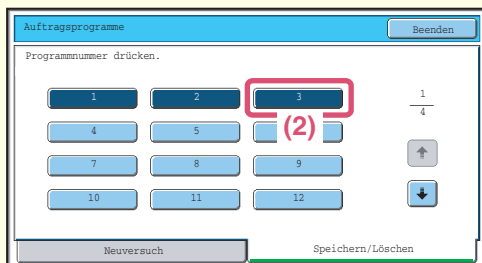 Auftragsprogramme Beenden
Programmnummer drücken.
1 2 3 1
4
4 5 (2)
7 8 9
10 11 12
Neuversuch Speichern/Löschen